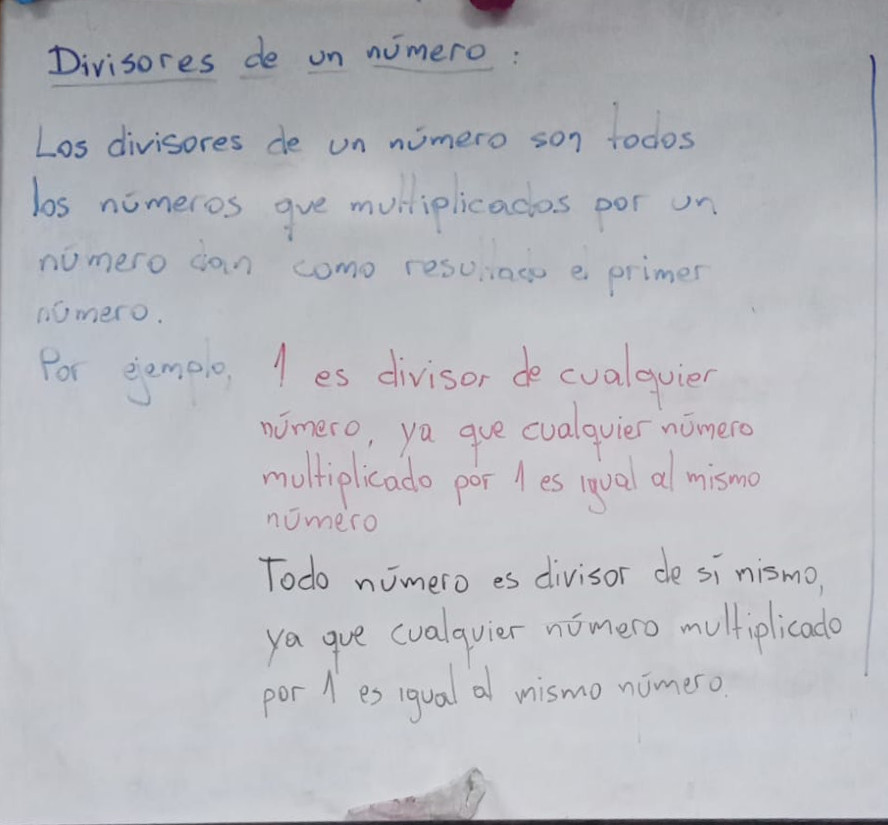 Divisores de un número:
Los divisores de un número son todos
los números que multiplicados por un
número dan como resultado el primer
número.
Por ejemplo, 1 es divisor de cualquier
número, ya que cualquier número
multiplicado por 1 es igual al mismo
número
Todo número es divisor de sí mismo,
ya que cualquier número multiplicado
por 1 es igual al mismo número.